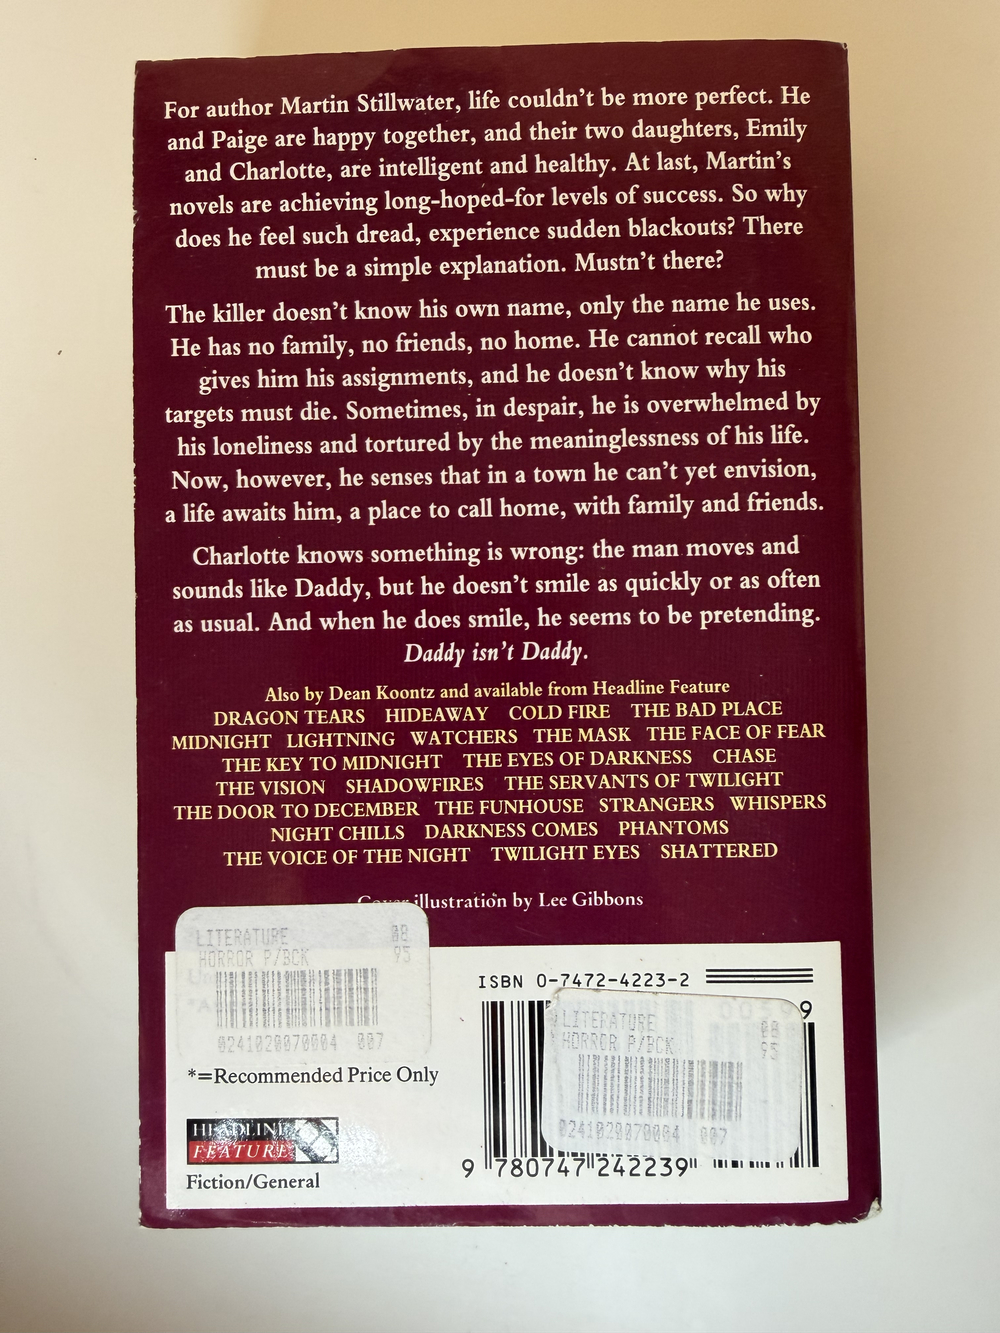 For author Martin Stillwater, life couldn't be more perfect. He
and Paige are happy together, and their two daughters, Emily
and Charlotte, are intelligent and healthy. At last, Martin's
novels are achieving long-hoped-for levels of success. So why
does he feel such dread, experience sudden blackouts? There
must be a simple explanation. Mustn't there?
The killer doesn't know his own name, only the name he uses.
He has no family, no friends, no home. He cannot recall who
gives him his assignments, and he doesn't know why his
targets must die. Sometimes, in despair, he is overwhelmed by
his loneliness and tortured by the meaninglessness of his life.
Now, however, he senses that in a town he can't yet envision,
a life awaits him, a place to call home, with family and friends.
Charlotte knows something is wrong: the man moves and
sounds like Daddy, but he doesn't smile as quickly or as often
as usual. And when he does smile, he seems to be pretending.
Daddy isn't Daddy.
Also by Dean Koontz and available from Headline Feature
DRAGON TEARS HIDEAWAY COLD FIRE THE BAD PLACE
MIDNIGHT LIGHTNING WATCHERS THE MASK THE FACE OF FEAR
THE KEY TO MIDNIGHT THE EYES OF DARKNESS CHASE
THE VISION SHADOWFIRES THE SERVANTS OF TWILIGHT
THE DOOR TO DECEMBER THE FUNHOUSE STRANGERS WHISPERS
NIGHT CHILLS DARKNESS COMES PHANTOMS
THE VOICE OF THE NIGHT TWILIGHT EYES SHATTERED
Cover illustration by Lee Gibbons
LITERATURE 88
HORROR P/BCK 95
0241020070004 007
*=Recommended Price Only
HEADLINE
FEATURE
Fiction/General
ISBN 0-7472-4223-2
9
LITERATURE 88
HORROR P/BCK 95
0241020070004 007
9 780747 242239